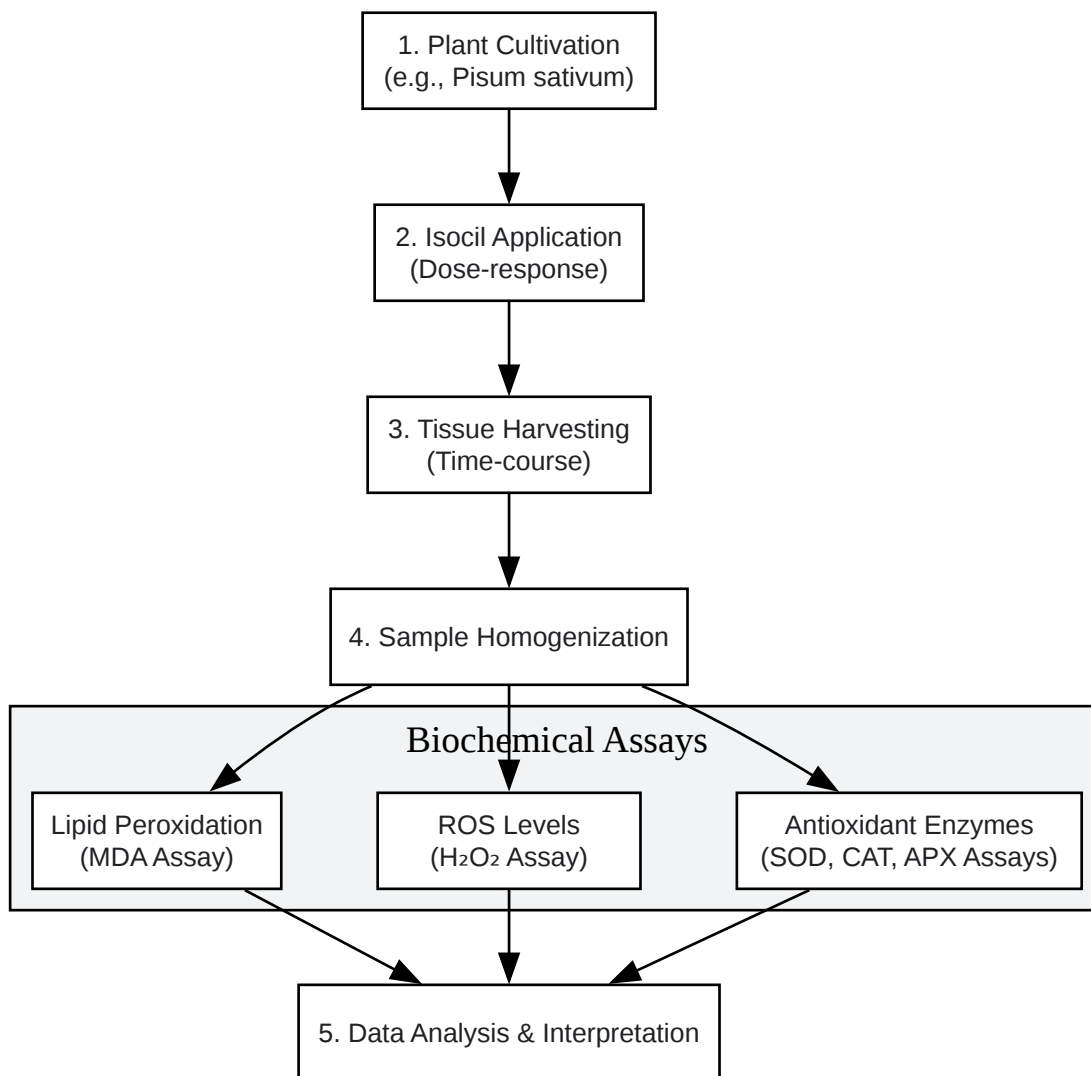 1. Plant Cultivation
(e.g., Pisum sativum)
2. Isocil Application
(Dose-response)
3. Tissue Harvesting
(Time-course)
4. Sample Homogenization
Biochemical Assays
Lipid Peroxidation
(MDA Assay)
ROS Levels
(H₂O₂ Assay)
Antioxidant Enzymes
(SOD, CAT, APX Assays)
5. Data Analysis & Interpretation